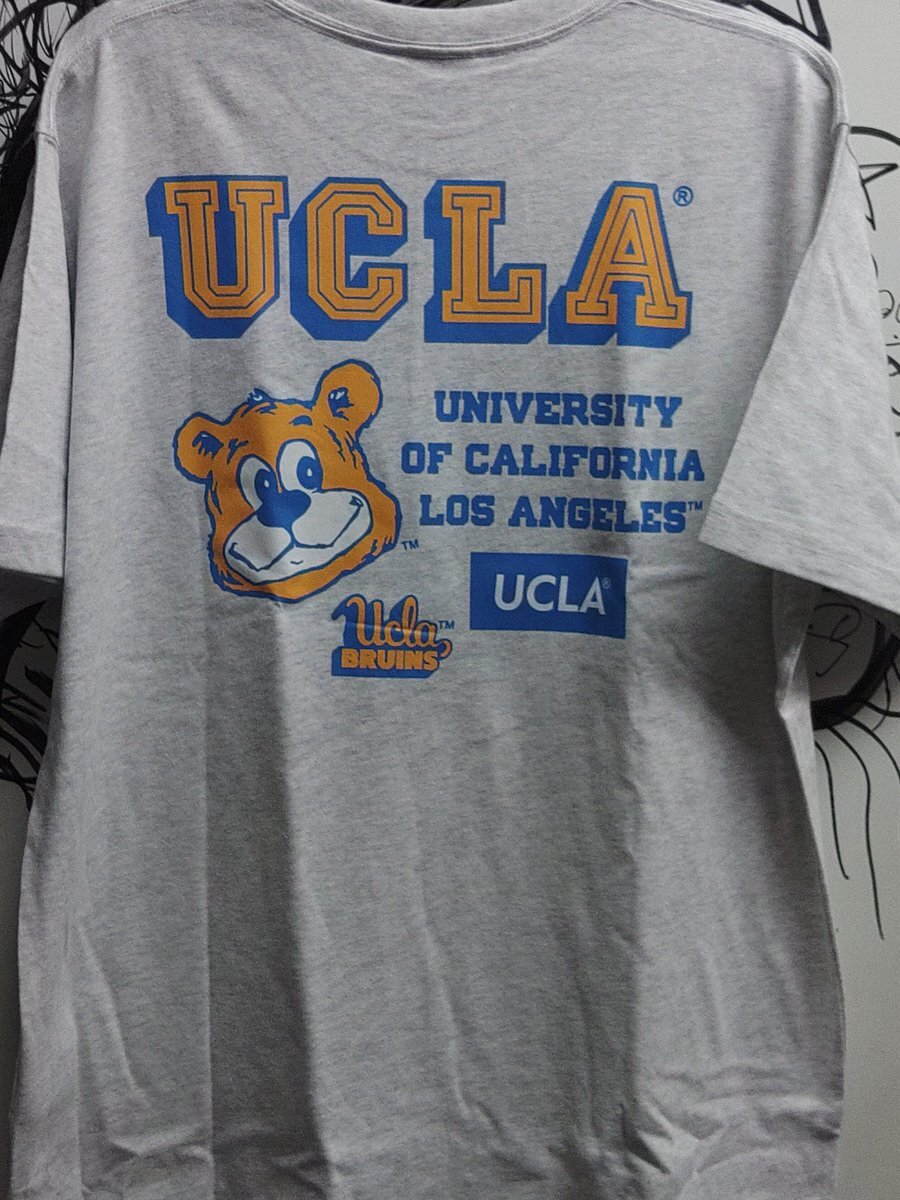 UCLA®
UNIVERSITY
OF CALIFORNIA
LOS ANGELES™
™
UCLA®
Ucla™
BRUINS